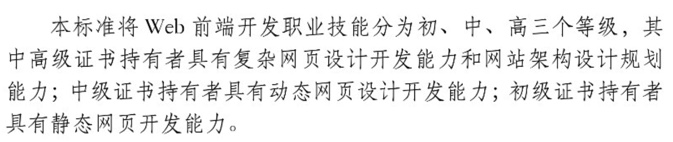 本标准将 Web 前端开发职业技能分为初、中、高三个等级，其
中高级证书持有者具有复杂网页设计开发能力和网站架构设计规划
能力；中级证书持有者具有动态网页设计开发能力；初级证书持有者
具有静态网页开发能力。